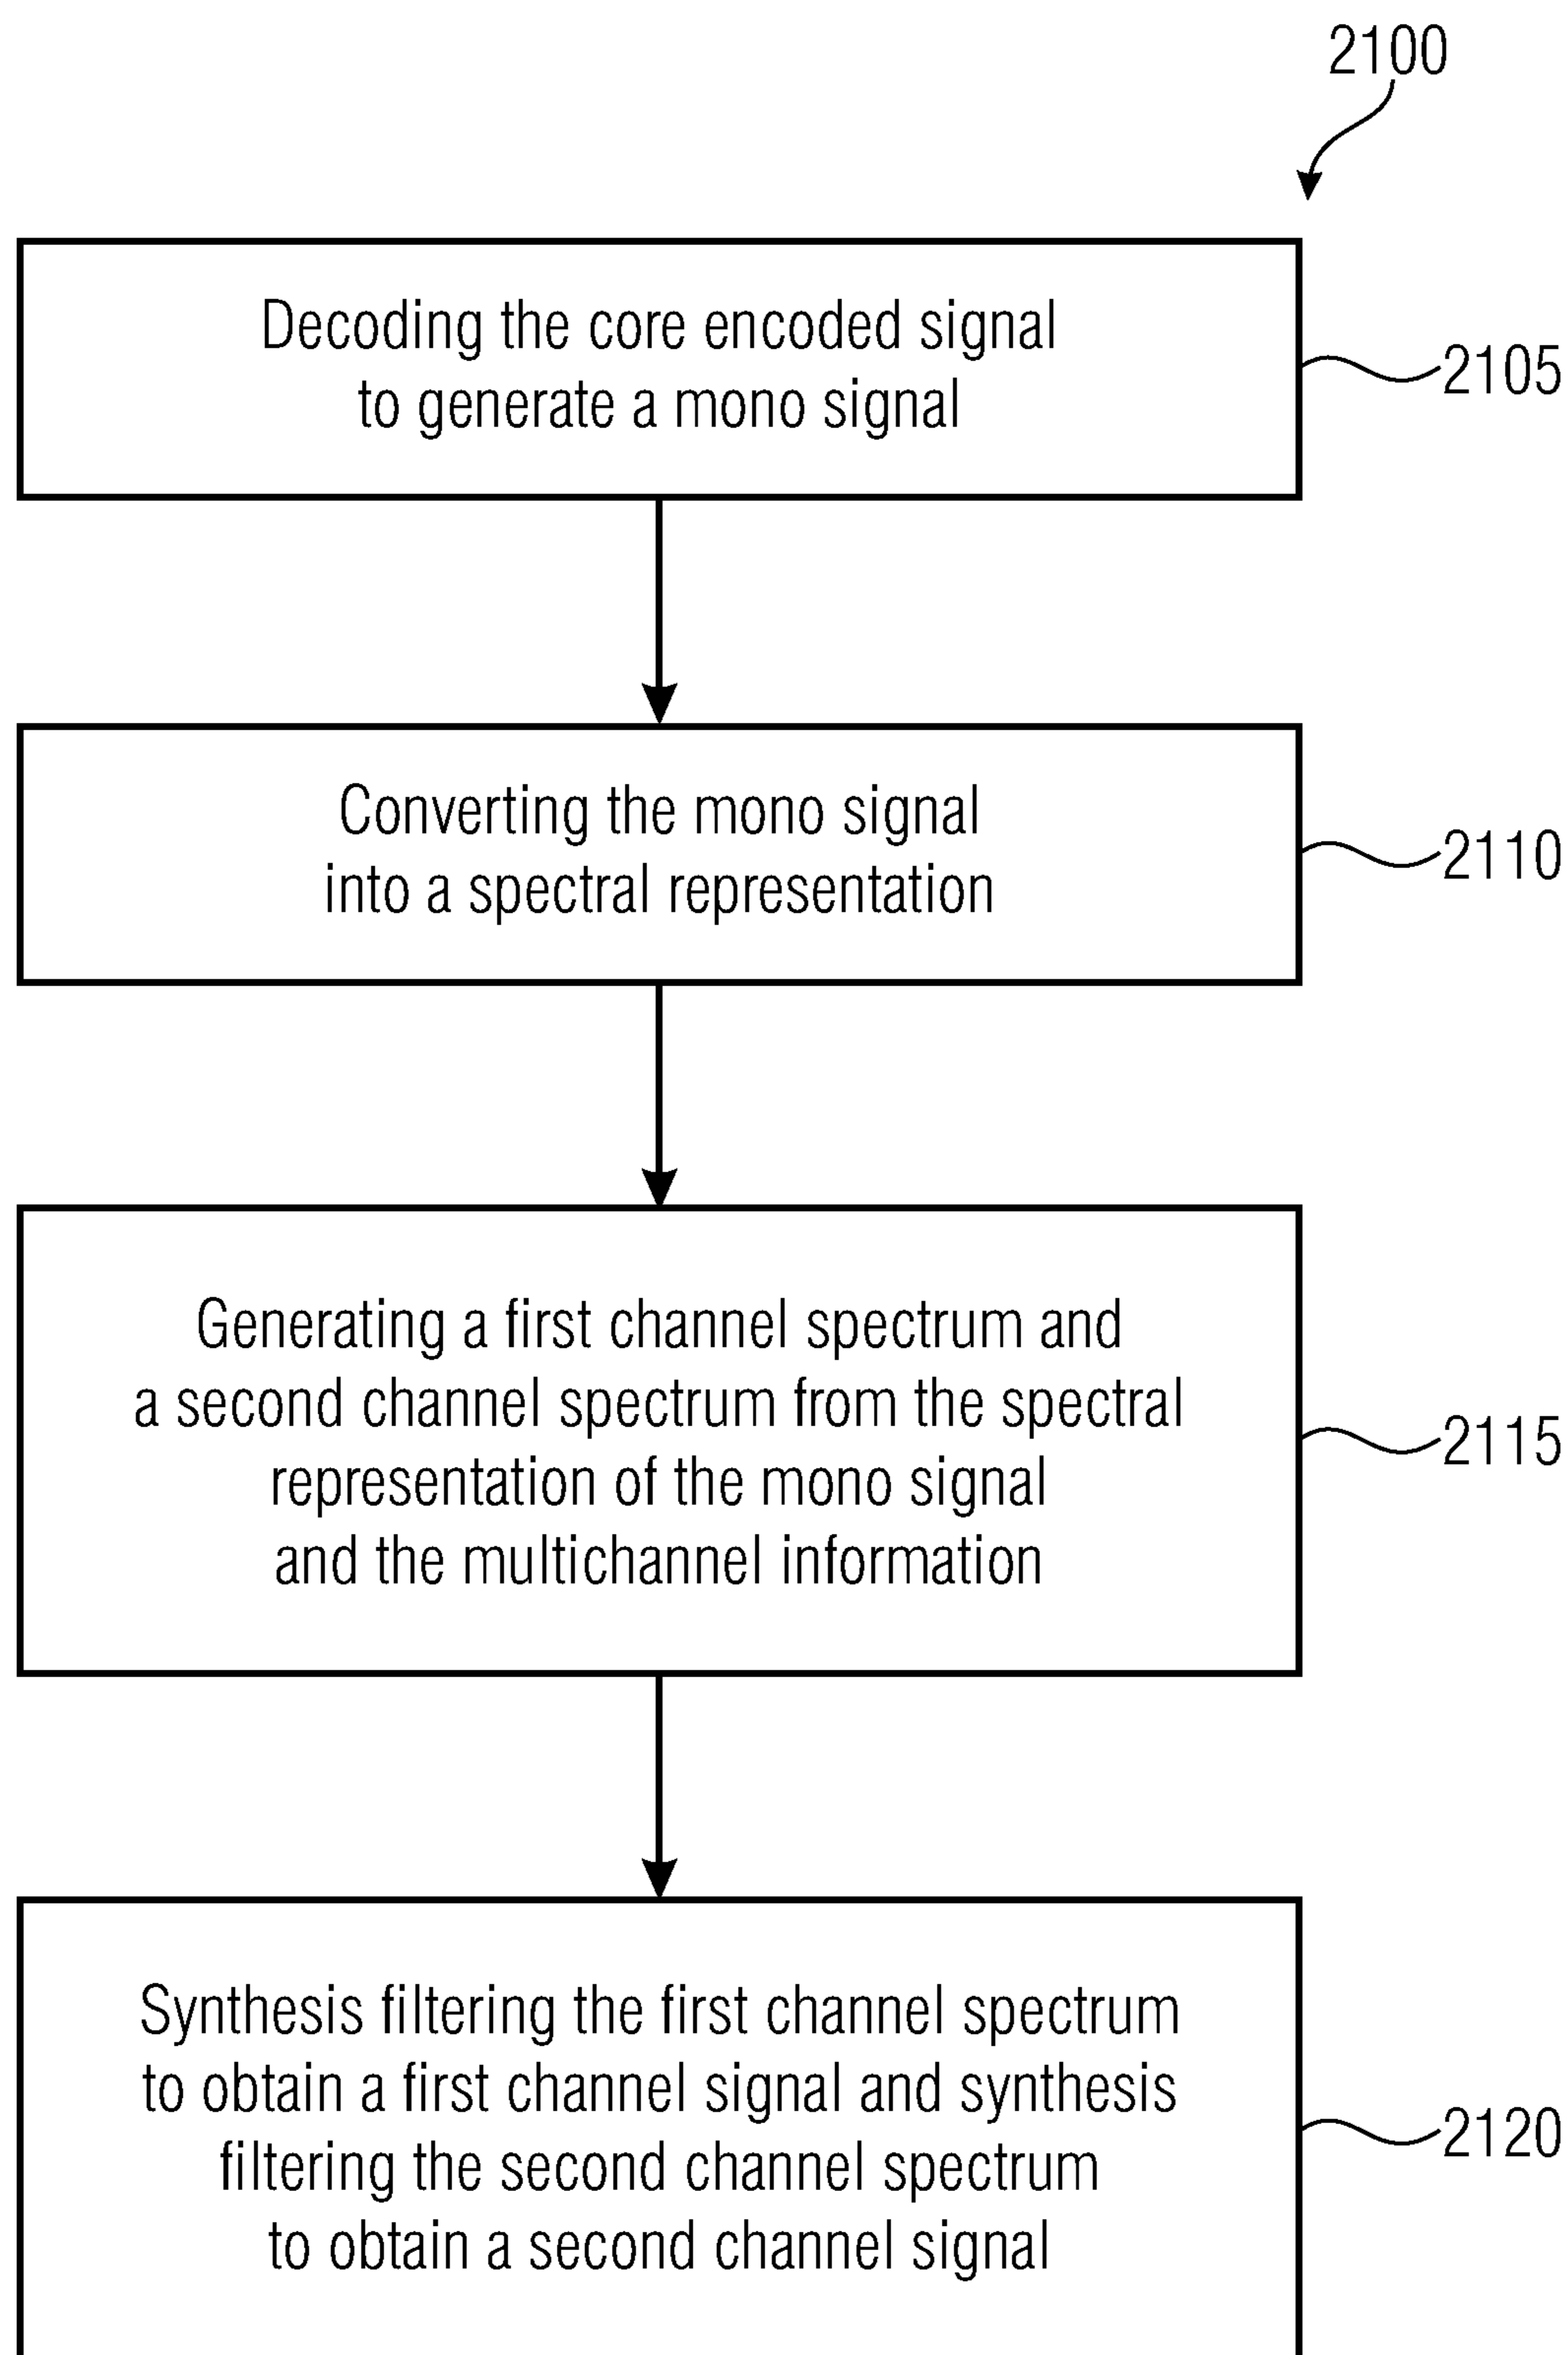 2100
Decoding the core encoded signal
to generate a mono signal
2105
Converting the mono signal
into a spectral representation
2110
Generating a first channel spectrum and
a second channel spectrum from the spectral
representation of the mono signal
and the multichannel information
2115
Synthesis filtering the first channel spectrum
to obtain a first channel signal and synthesis
filtering the second channel spectrum
to obtain a second channel signal
2120